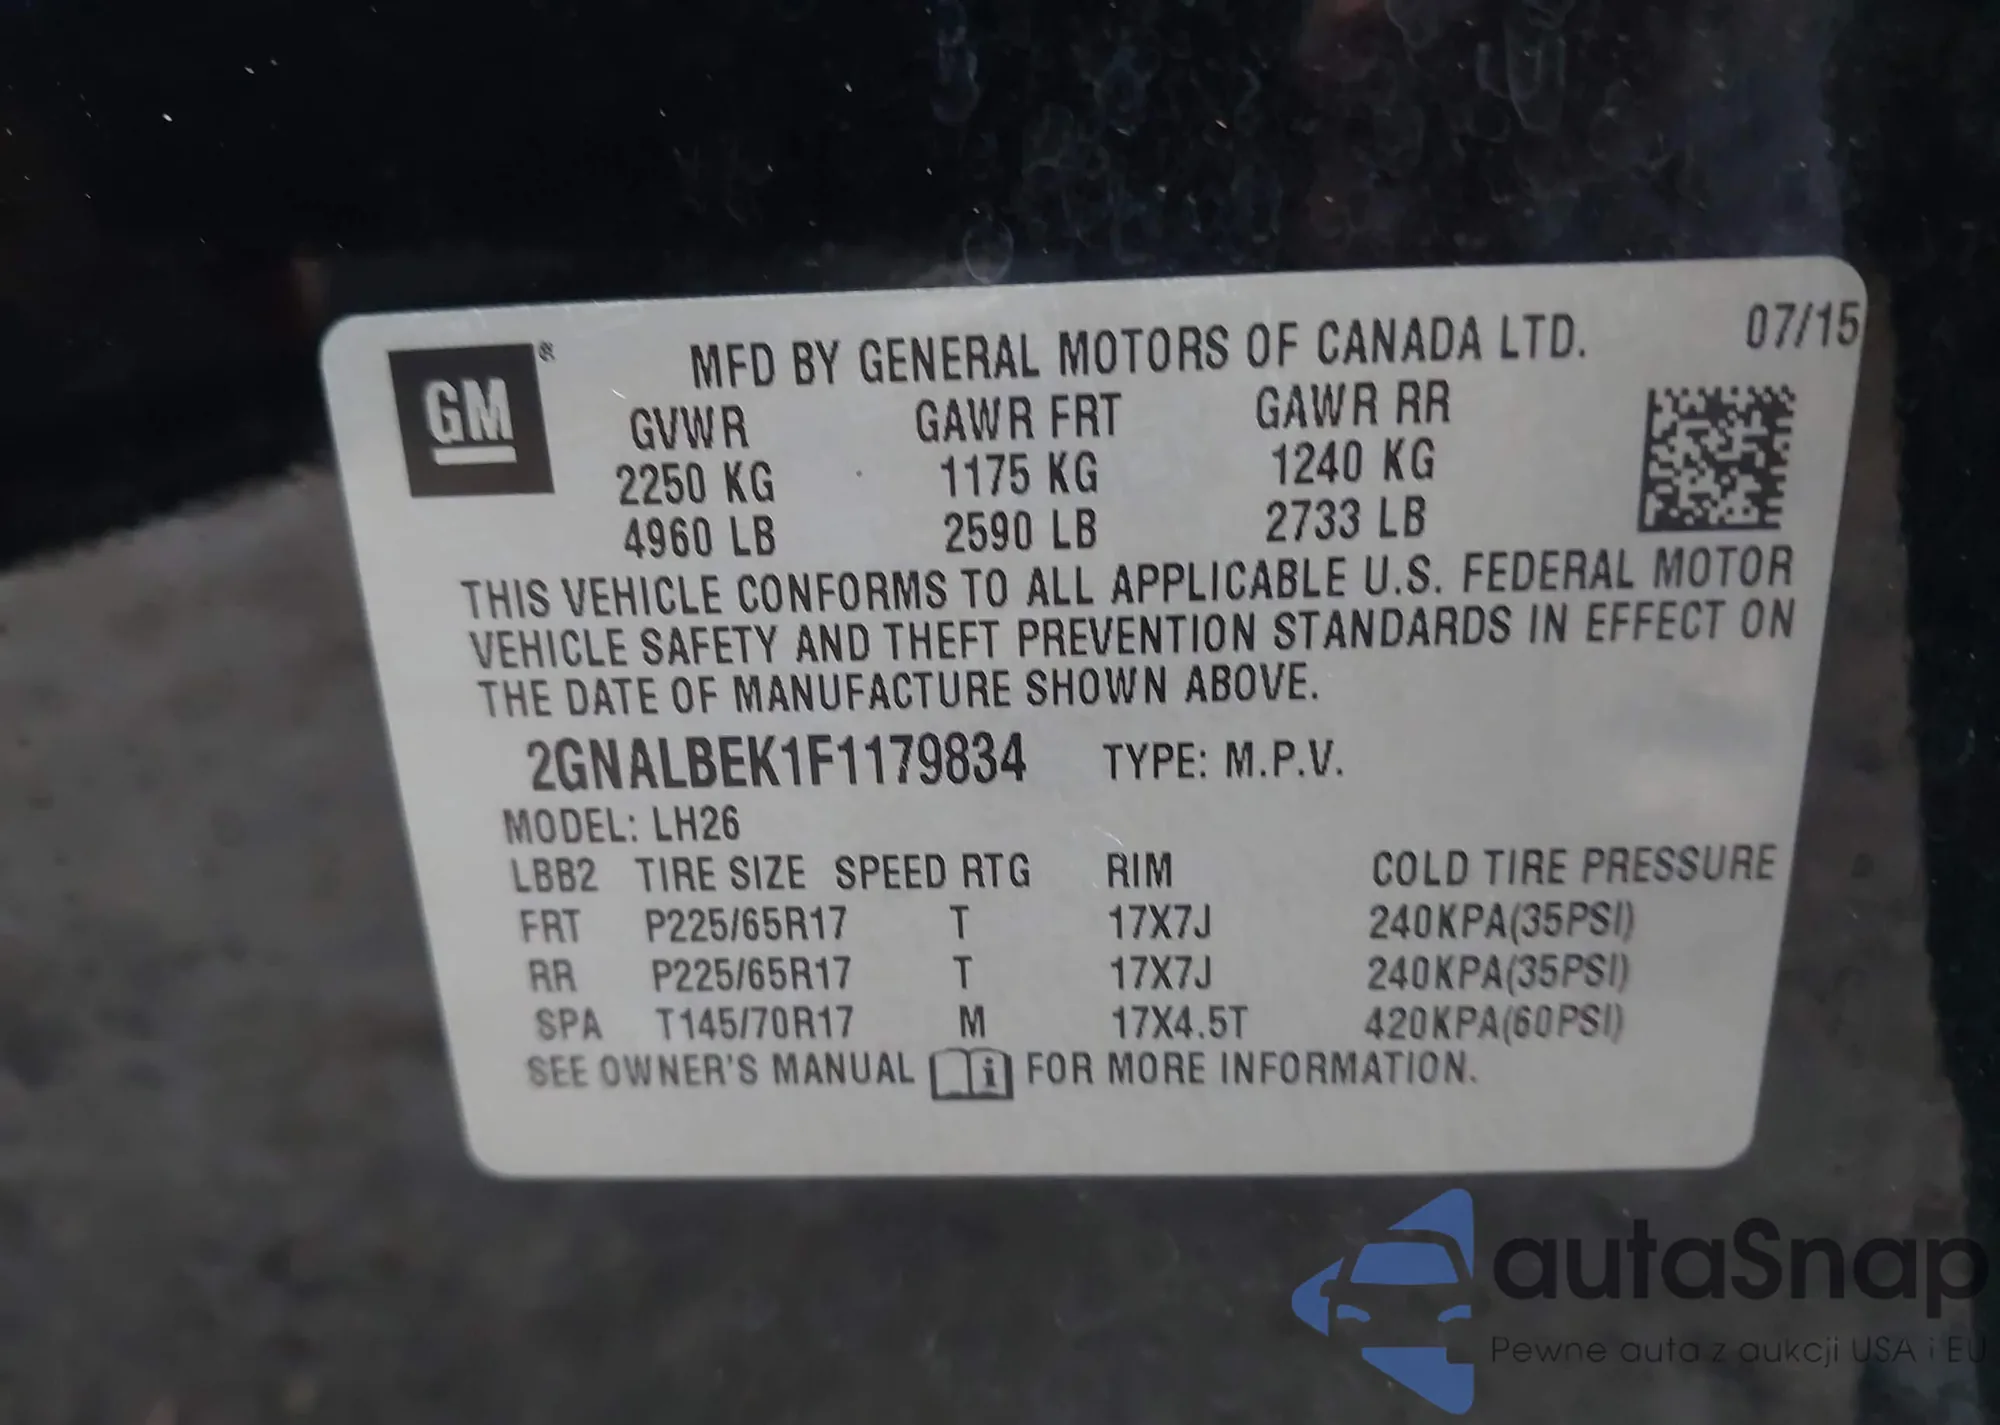 GM ®
MFD BY GENERAL MOTORS OF CANADA LTD. 07/15
GVWR GAWR FRT GAWR RR
2250 KG 1175 KG 1240 KG
4960 LB 2590 LB 2733 LB
THIS VEHICLE CONFORMS TO ALL APPLICABLE U.S. FEDERAL MOTOR
VEHICLE SAFETY AND THEFT PREVENTION STANDARDS IN EFFECT ON
THE DATE OF MANUFACTURE SHOWN ABOVE.
2GNALBEK1F1179834 TYPE: M.P.V.
MODEL: LH26
LBB2 TIRE SIZE SPEED RTG RIM COLD TIRE PRESSURE
FRT P225/65R17 T 17X7J 240KPA(35PSI)
RR P225/65R17 T 17X7J 240KPA(35PSI)
SPA T145/70R17 M 17X4.5T 420KPA(60PSI)
SEE OWNER'S MANUAL i FOR MORE INFORMATION.
autaSnap
Pewne auta z aukcji USA i EU